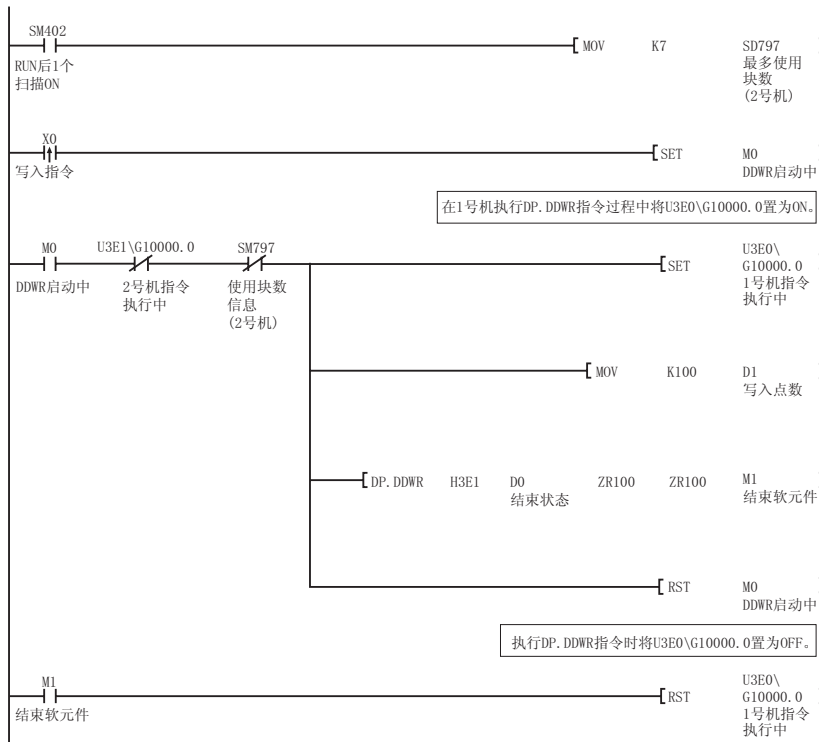 SM402
MOV K7 SD797
RUN后1个
扫描ON
最多使用
块数
(2号机)
X0
SET M0
写入指令
DDWR启动中
在1号机执行DP.DDWR指令过程中将U3E0\G10000.0置为ON。
M0 U3E1\G10000.0 SM797
SET U3E0\
G10000.0
1号机指令
执行中
DDWR启动中
2号机指令
执行中
使用块数
信息
(2号机)
MOV K100 D1
写入点数
DP.DDWR H3E1 D0 ZR100 ZR100 M1
结束状态
结束软元件
RST M0
DDWR启动中
执行DP.DDWR指令时将U3E0\G10000.0置为OFF。
M1
RST U3E0\
G10000.0
1号机指令
执行中
结束软元件